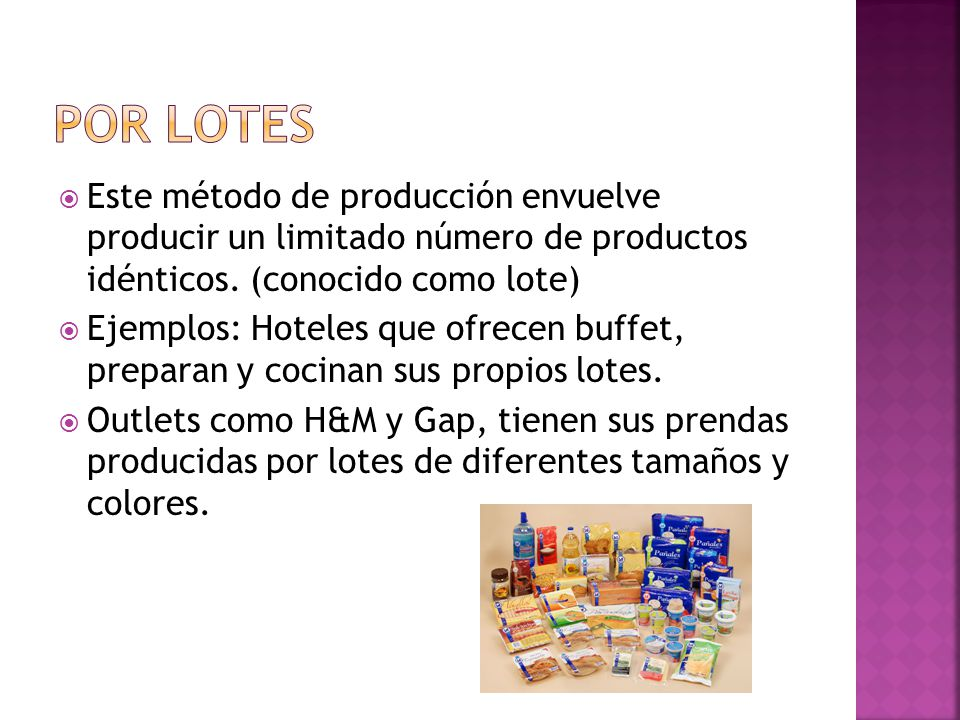 POR LOTES
Este método de producción envuelve
producir un limitado número de productos
idénticos. (conocido como lote)
Ejemplos: Hoteles que ofrecen buffet,
preparan y cocinan sus propios lotes.
Outlets como H&M y Gap, tienen sus prendas
producidas por lotes de diferentes tamaños y
colores.
Pañales
Pañales